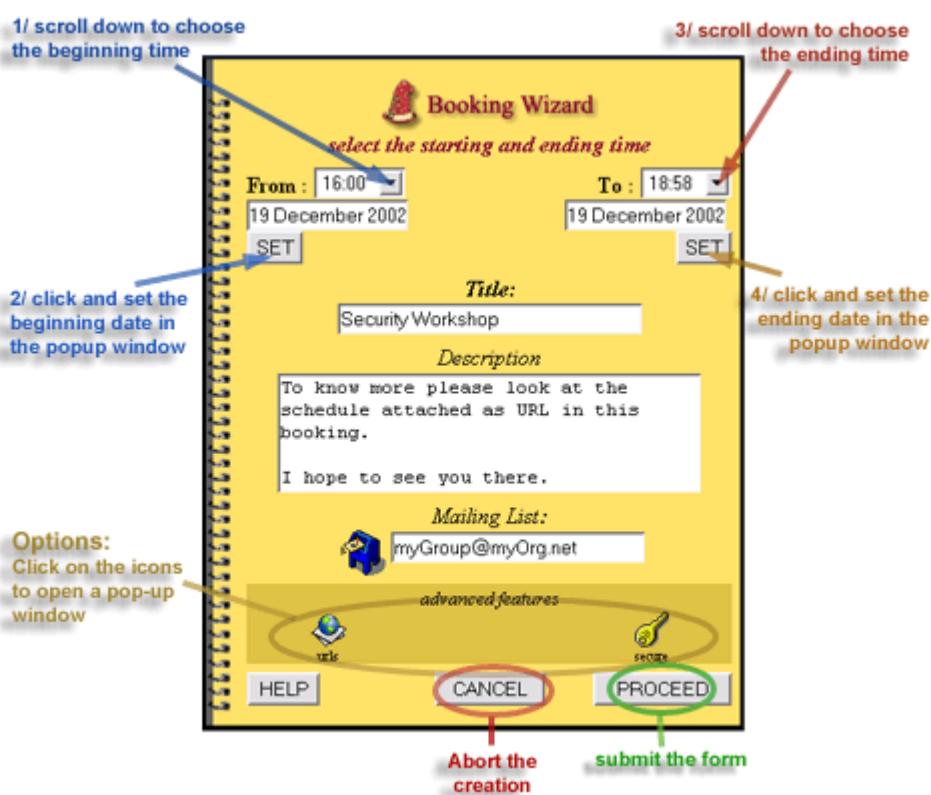 1/ scroll down to choose
the beginning time
3/ scroll down to choose
the ending time
Booking Wizard
select the starting and ending time
From : 16:00
To : 18:58
19 December 2002
19 December 2002
SET
SET
2/ click and set the
beginning date in
the popup window
4/ click and set the
ending date in the
popup window
Title:
Security Workshop
Description
To know more please look at the
schedule attached as URL in this
booking.
I hope to see you there.
Mailing List:
myGroup@myOrg.net
Options:
Click on the icons
to open a pop-up
window
advanced features
urls
secure
HELP
CANCEL
PROCEED
Abort the
creation
submit the form